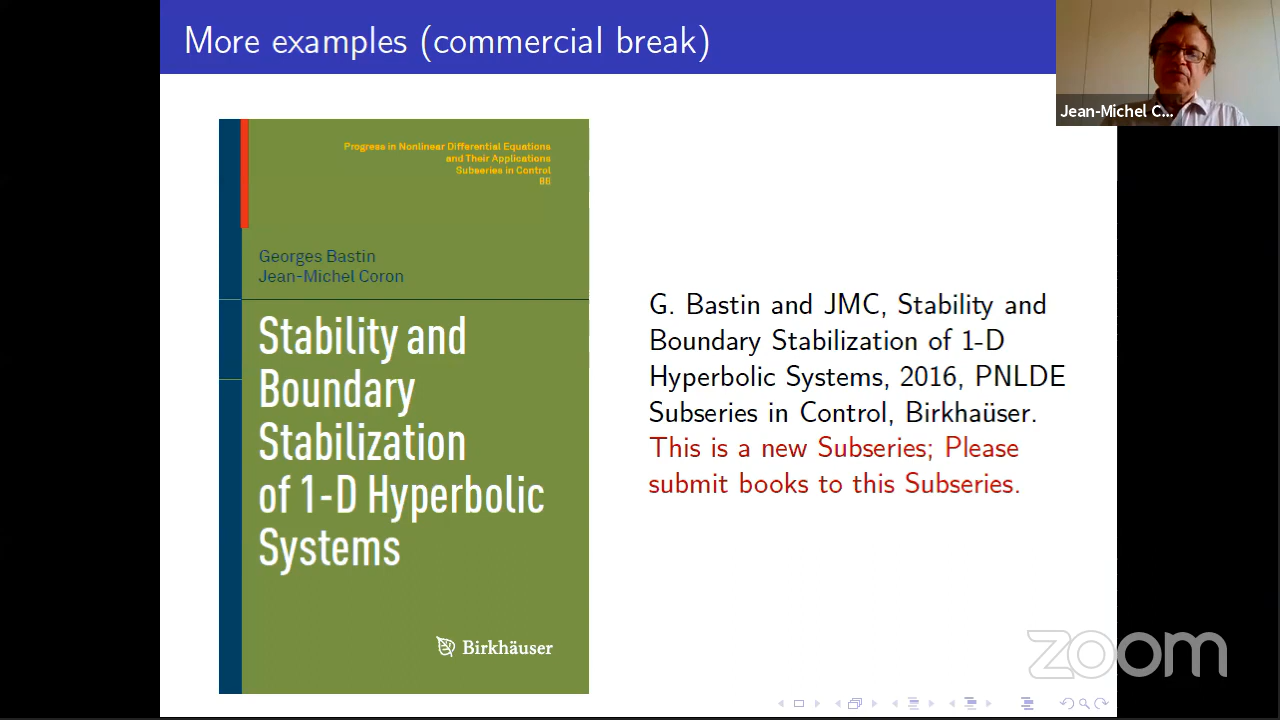 More examples (commercial break)
Jean-Michel C...
Progress in Nonlinear Differential Equations
and Their Applications
Subseries in Control
88
Georges Bastin
Jean-Michel Coron
Stability and
Boundary
Stabilization
of 1-D Hyperbolic
Systems
Birkhäuser
G. Bastin and JMC, Stability and
Boundary Stabilization of 1-D
Hyperbolic Systems, 2016, PNLDE
Subseries in Control, Birkhaüser.
This is a new Subseries; Please
submit books to this Subseries.
zoom